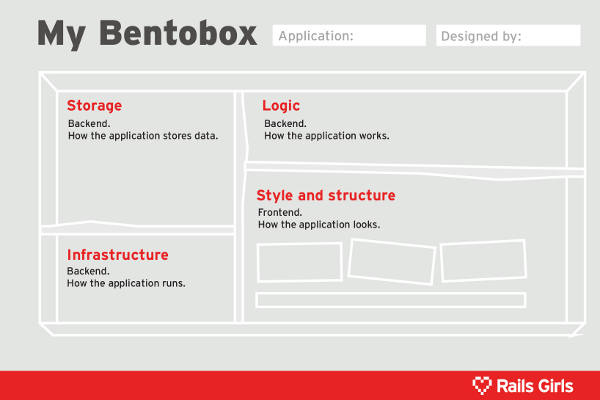 My Bentobox
Application:
Designed by:
Storage
Backend.
How the application stores data.
Logic
Backend.
How the application works.
Style and structure
Frontend.
How the application looks.
Infrastructure
Backend.
How the application runs.
Rails Girls